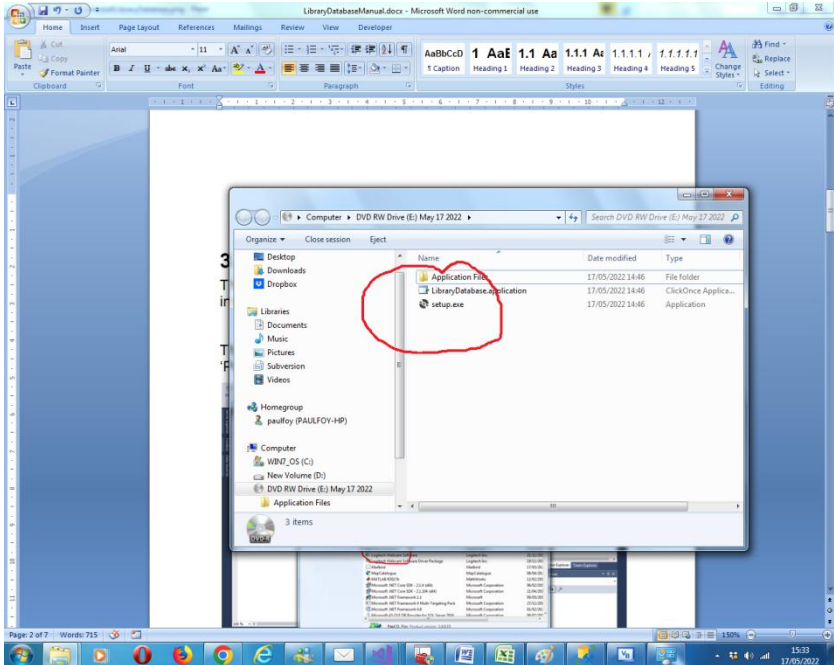 LibraryDatabaseManual.docx - Microsoft Word non-commercial use
Home Insert Page Layout References Mailings Review View Developer
Cut
Copy
Format Painter
Paste
Clipboard
Arial
11
Font
Paragraph
AaBbCcD 1 AaE 1.1 Aa 1.1.1 Aa 1.1.1.1 1.1.1.1.1
¶ Caption Heading 1 Heading 2 Heading 3 Heading 4 Heading 5
Change Styles
Styles
Find
Replace
Select
Editing
Computer DVD RW Drive (E:) May 17 2022
Search DVD RW Drive (E:) May 17 2022
Organize Close session Eject
Desktop
Downloads
Dropbox
Libraries
Documents
Music
Pictures
Subversion
Videos
Homegroup
paulfoy (PAULFOY-HP)
Computer
WIN7_OS (C:)
New Volume (D:)
DVD RW Drive (E:) May 17 2022
Application Files
Name Date modified Type
Application Files 17/05/2022 14:46 File folder
LibraryDatabase.application 17/05/2022 14:46 ClickOnce Applica...
setup.exe 17/05/2022 14:46 Application
3 items
DVD-R
Page: 2 of 7 Words: 715
150%
15:33
17/05/2022